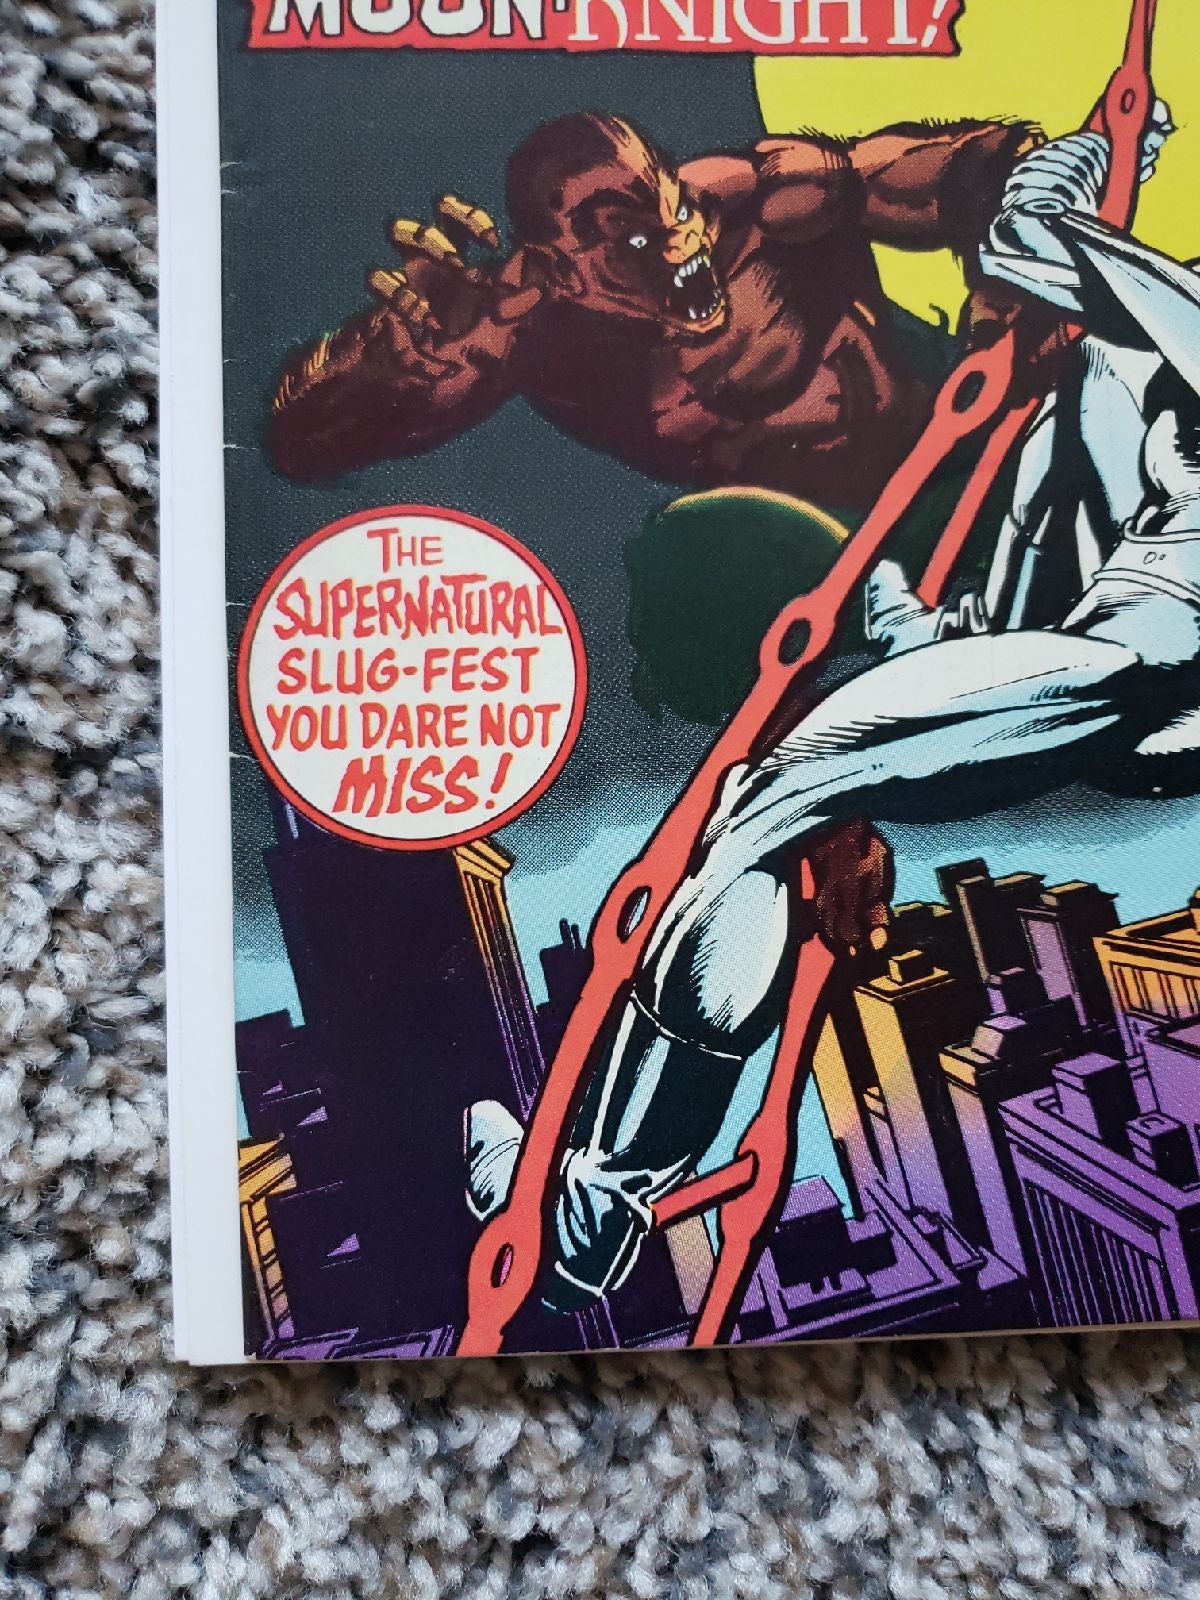 MOON KNIGHT!
THE
SUPERNATURAL
SLUG-FEST
YOU DARE NOT
MISS!